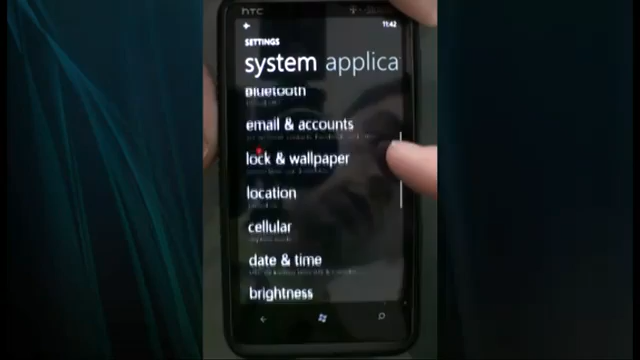 hTC
11:42
SETTINGS
system applica
bluetooth
email & accounts
lock & wallpaper
location
cellular
date & time
brightness